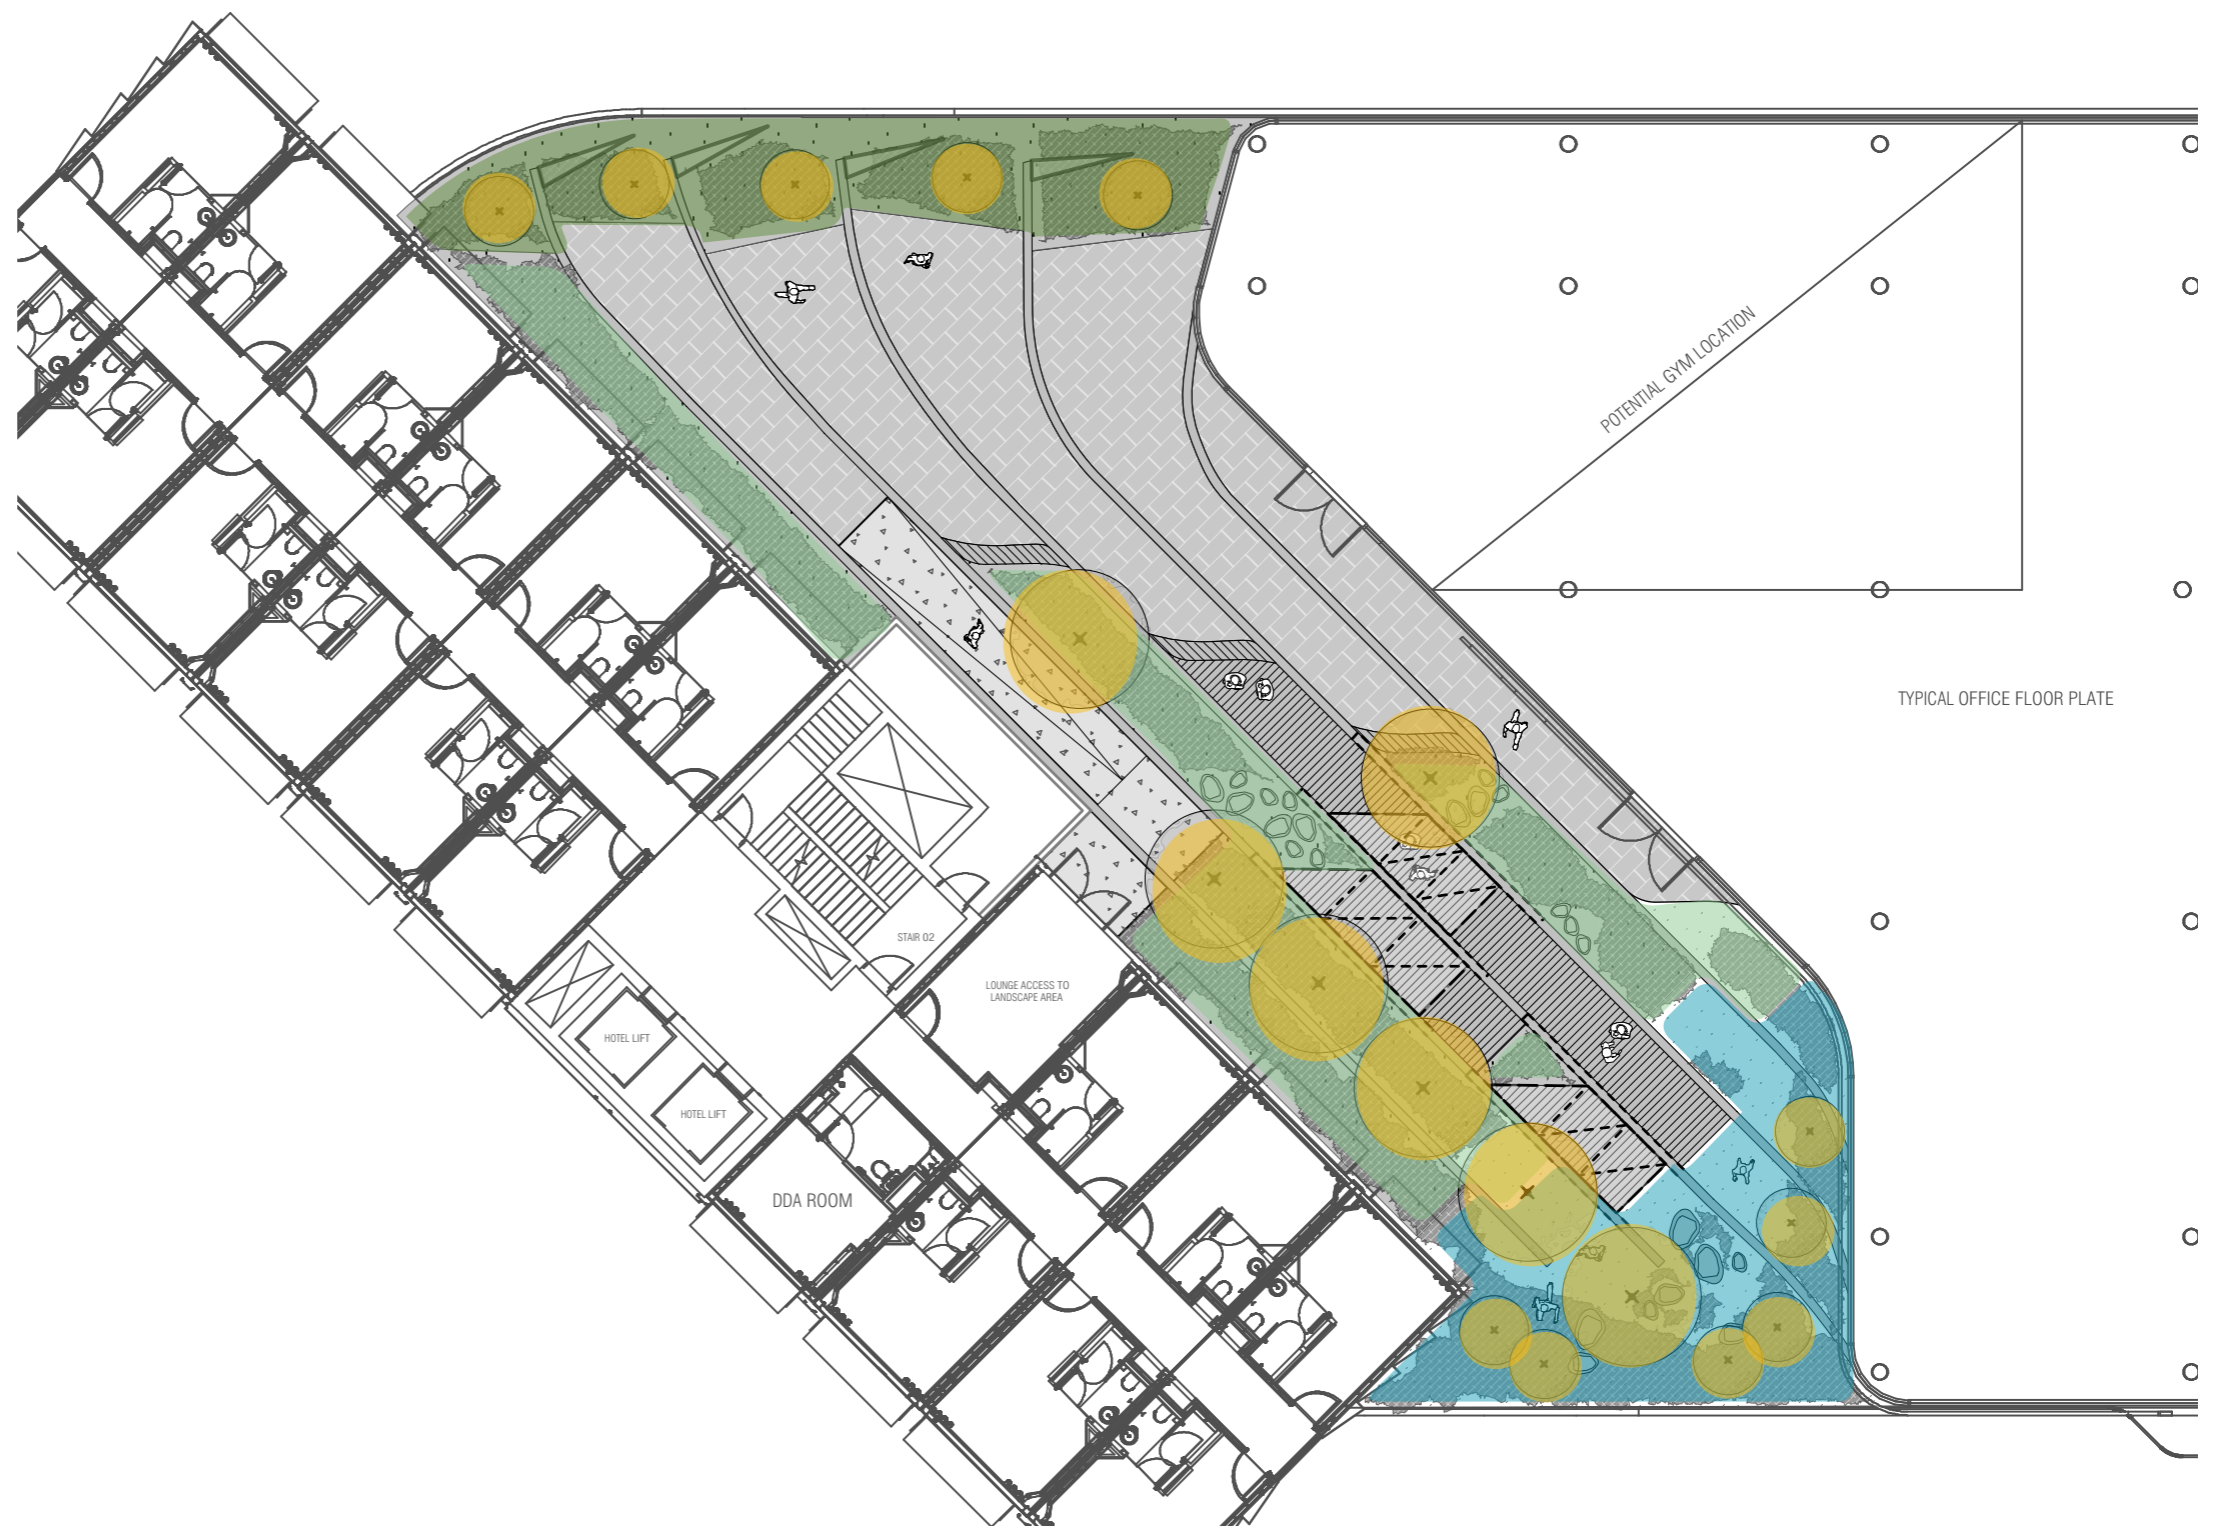 POTENTIAL GYM LOCATION
TYPICAL OFFICE FLOOR PLATE
STAIR 02
LOUNGE ACCESS TO
LANDSCAPE AREA
HOTEL LIFT
HOTEL LIFT
DDA ROOM